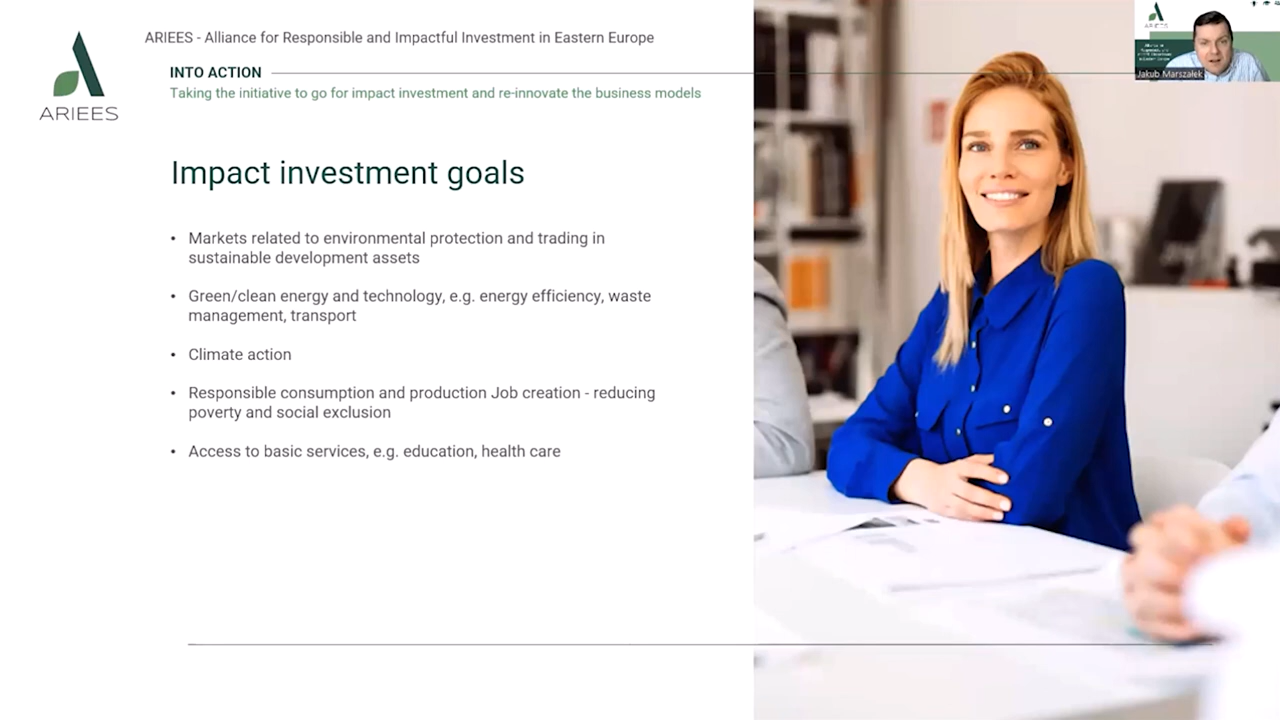 ARIEES - Alliance for Responsible and Impactful Investment in Eastern Europe
INTO ACTION
Taking the initiative to go for impact investment and re-innovate the business models
ARIEES
Impact investment goals
• Markets related to environmental protection and trading in
sustainable development assets
• Green/clean energy and technology, e.g. energy efficiency, waste
management, transport
• Climate action
• Responsible consumption and production Job creation - reducing
poverty and social exclusion
• Access to basic services, e.g. education, health care
ARIEES
Jakub Marszałek